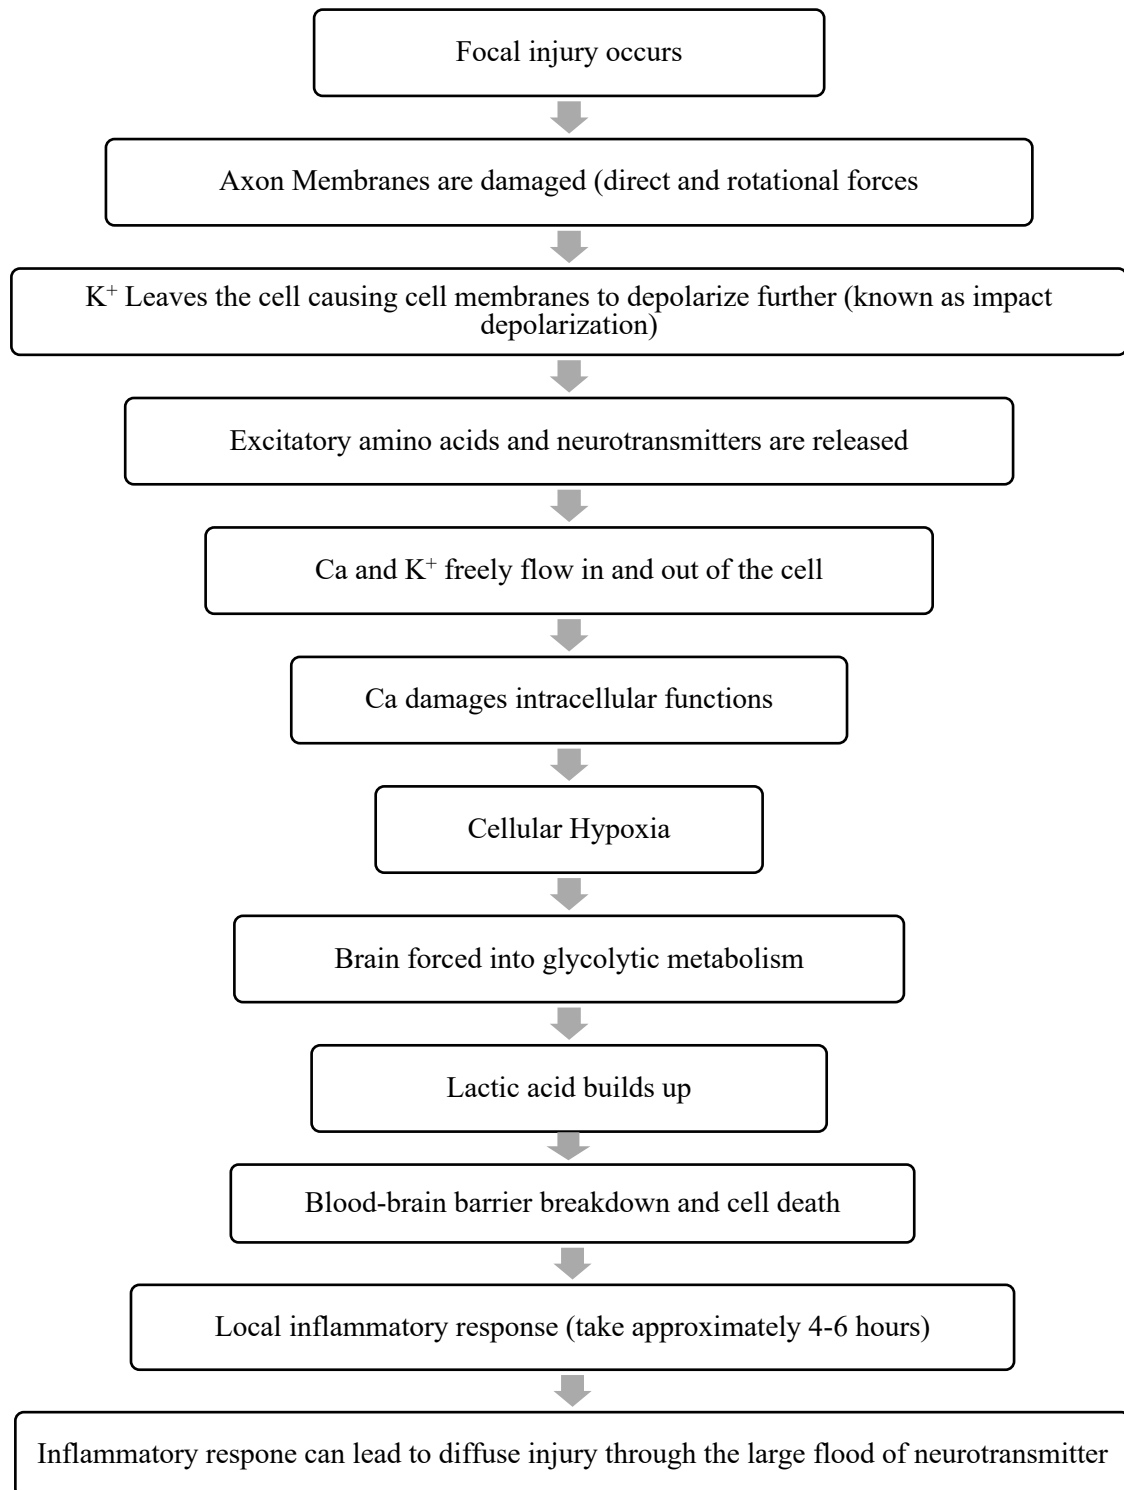 Focal injury occurs
Axon Membranes are damaged (direct and rotational forces
K⁺ Leaves the cell causing cell membranes to depolarize further (known as impact
depolarization)
Excitatory amino acids and neurotransmitters are released
Ca and K⁺ freely flow in and out of the cell
Ca damages intracellular functions
Cellular Hypoxia
Brain forced into glycolytic metabolism
Lactic acid builds up
Blood-brain barrier breakdown and cell death
Local inflammatory response (take approximately 4-6 hours)
Inflammatory respone can lead to diffuse injury through the large flood of neurotransmitter